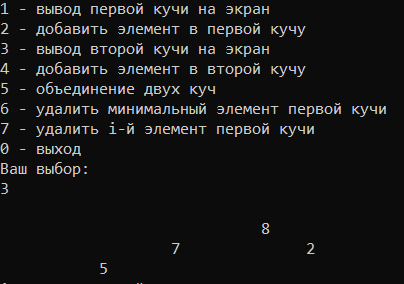 1 - вывод первой кучи на экран
2 - добавить элемент в первой кучу
3 - вывод второй кучи на экран
4 - добавить элемент в второй кучу
5 - объединение двух куч
6 - удалить минимальный элемент первой кучи
7 - удалить i-й элемент первой кучи
0 - выход
Ваш выбор:
3
8
7 2
5